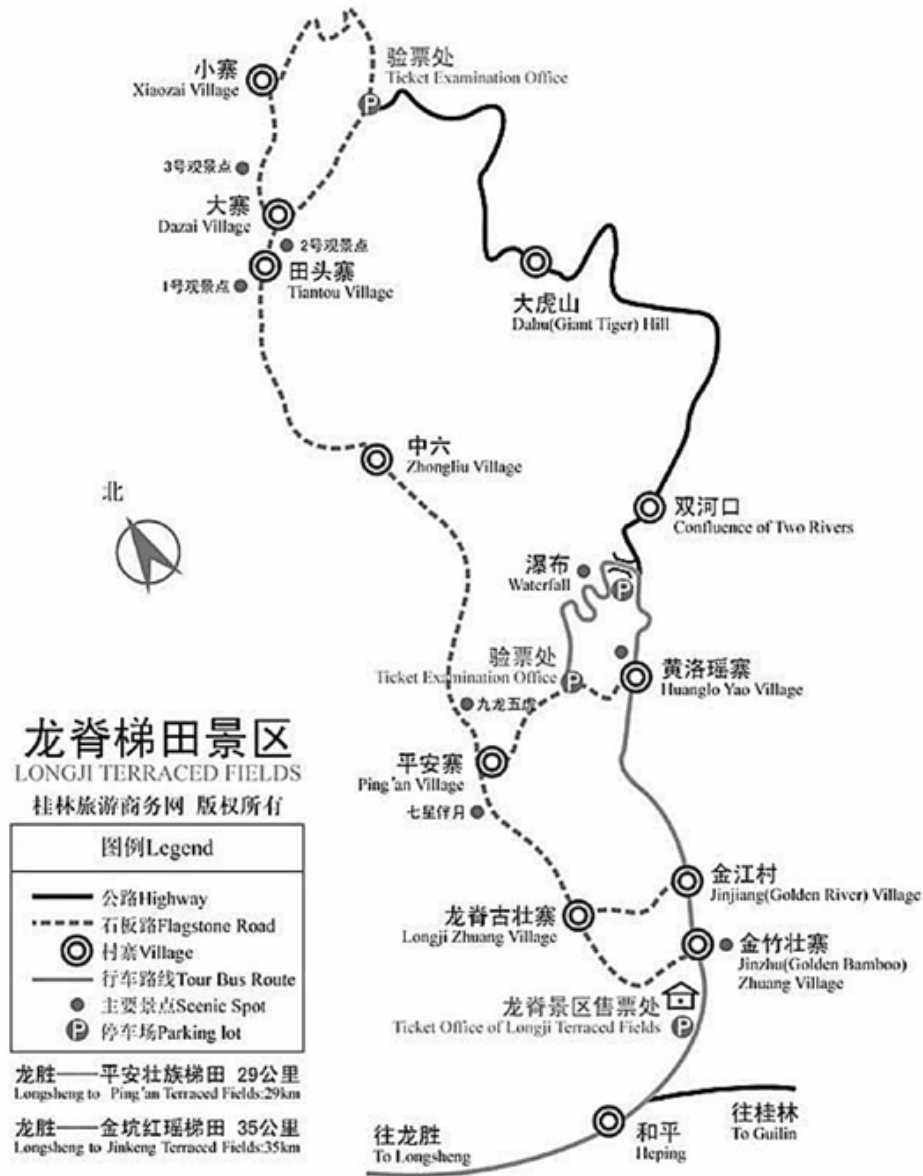 验票处
Ticket Examination Office
小寨
Xiaozai Village
P
3号观景点
大寨
Dazai Village
2号观景点
田头寨
Tiantou Village
1号观景点
大虎山
Dahu(Giant Tiger) Hill
中六
Zhongliu Village
北
双河口
Confluence of Two Rivers
瀑布
Waterfall
P
验票处
Ticket Examination Office
P
黄洛瑶寨
Huanglo Yao Village
九龙五虎
平安寨
Ping'an Village
七星伴月
金江村
Jinjiang(Golden River) Village
龙脊古壮寨
Longji Zhuang Village
金竹壮寨
Jinzhu(Golden Bamboo)
Zhuang Village
龙脊景区售票处
Ticket Office of Longji Terraced Fields
P
往桂林
To Guilin
和平
Heping
往龙胜
To Longsheng
龙脊梯田景区
LONGJI TERRACED FIELDS
桂林旅游商务网 版权所有
图例Legend
公路Highway
石板路Flagstone Road
村寨Village
行车路线Tour Bus Route
主要景点Scenic Spot
P 停车场Parking lot
龙胜——平安壮族梯田 29公里
Longsheng to Ping'an Terraced Fields:29km
龙胜——金坑红瑶梯田 35公里
Longsheng to Jinkeng Terraced Fields:35km